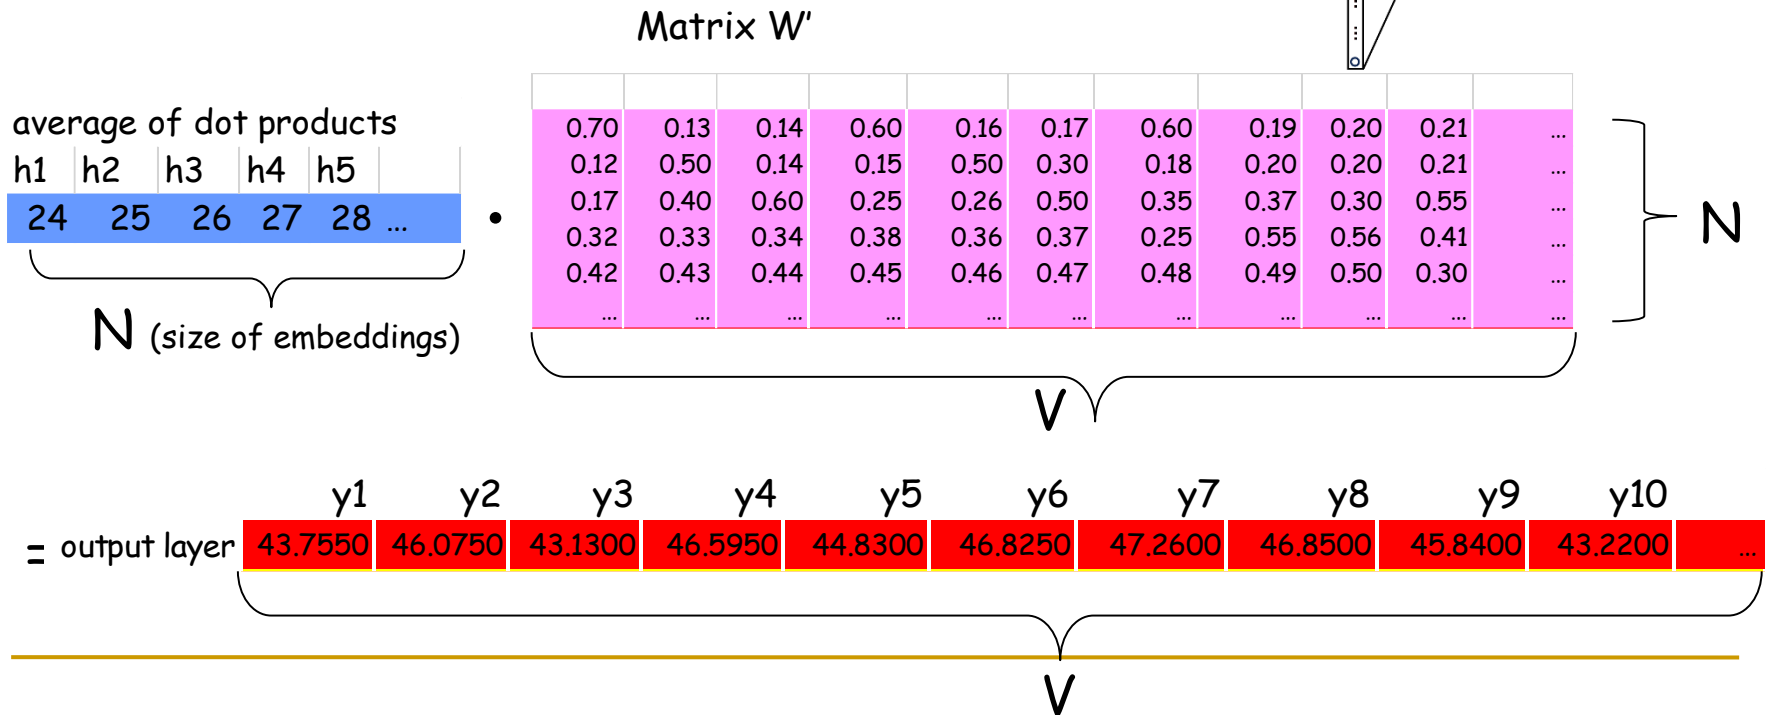 Matrix W'
average of dot products
h1 h2 h3 h4 h5
24 25 26 27 28 ...
•
0.70 0.13 0.14 0.60 0.16 0.17 0.60 0.19 0.20 0.21 ...
0.12 0.50 0.14 0.15 0.50 0.30 0.18 0.20 0.20 0.21 ...
0.17 0.40 0.60 0.25 0.26 0.50 0.35 0.37 0.30 0.55 ...
0.32 0.33 0.34 0.38 0.36 0.37 0.25 0.55 0.56 0.41 ...
0.42 0.43 0.44 0.45 0.46 0.47 0.48 0.49 0.50 0.30 ...
... ... ... ... ... ... ... ... ... ... ...
N
N (size of embeddings)
V
y1 y2 y3 y4 y5 y6 y7 y8 y9 y10
= output layer 43.7550 46.0750 43.1300 46.5950 44.8300 46.8250 47.2600 46.8500 45.8400 43.2200 ...
V